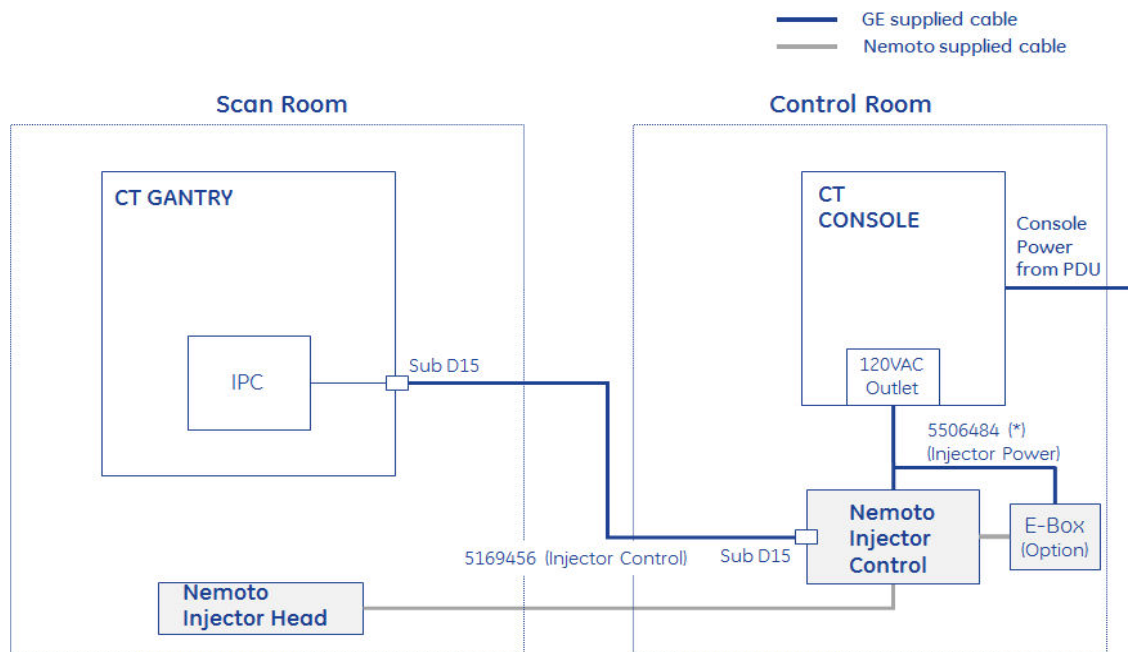 GE supplied cable
Nemoto supplied cable
Scan Room
Control Room
CT GANTRY
CT
CONSOLE
Console
Power
from PDU
IPC
Sub D15
120VAC
Outlet
5506484 (*)
(Injector Power)
Nemoto
Injector
Control
E-Box
(Option)
5169456 (Injector Control)
Sub D15
Nemoto
Injector Head